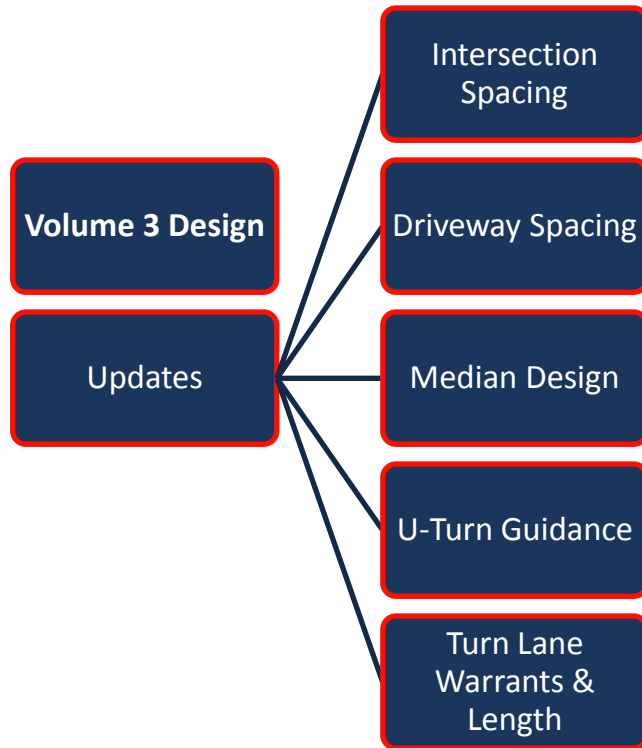 Volume 3 Design
Updates
Intersection
Spacing
Driveway Spacing
Median Design
U-Turn Guidance
Turn Lane
Warrants &
Length